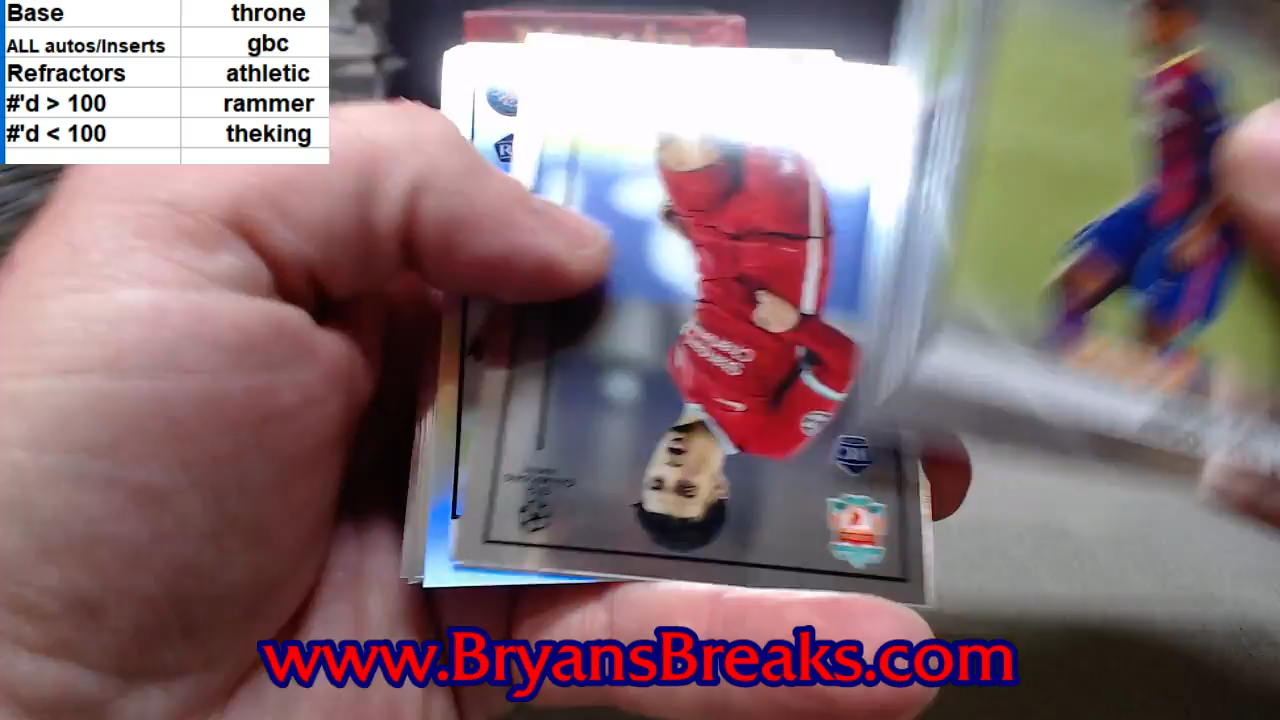 Base throne
ALL autos/Inserts gbc
Refractors athletic
#'d > 100 rammer
#'d < 100 theking
www.BryansBreaks.com